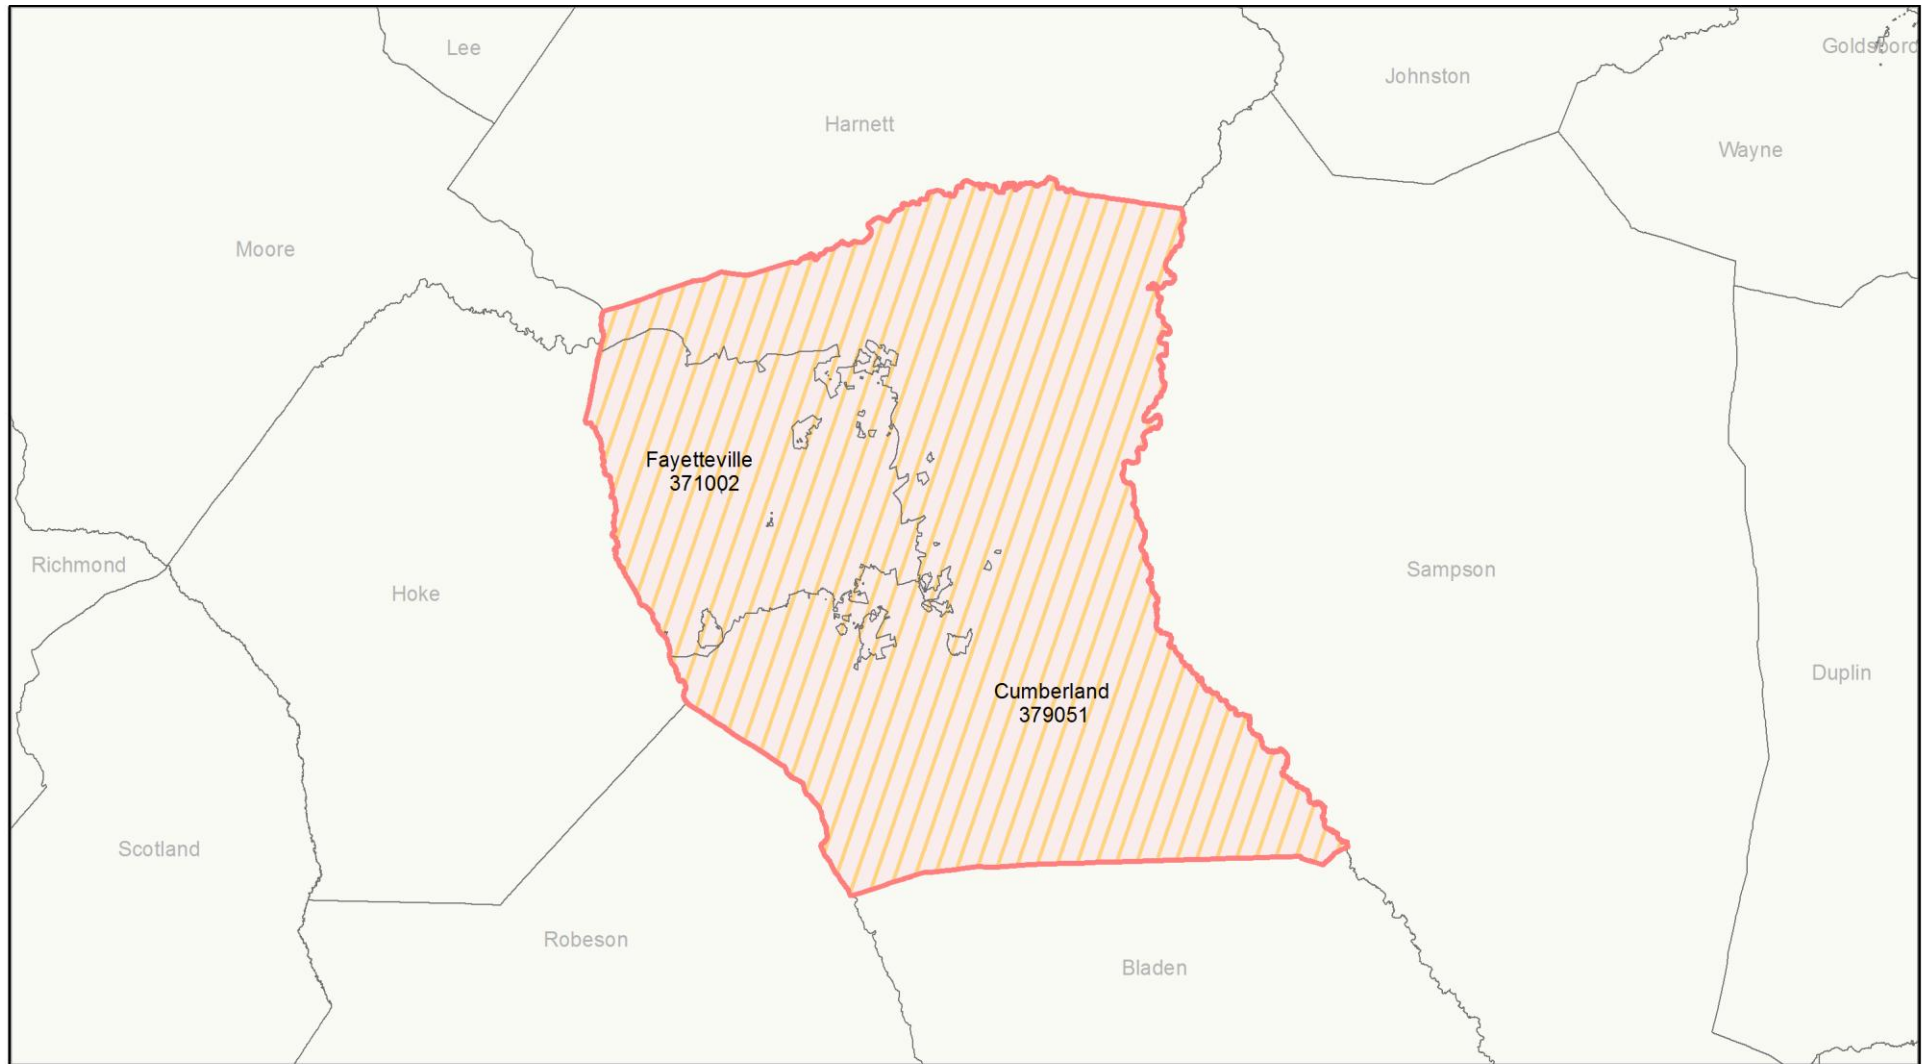 Lee
Goldsboro
Johnston
Harnett
Wayne
Moore
Fayetteville
371002
Richmond
Hoke
Sampson
Duplin
Cumberland
379051
Scotland
Robeson
Bladen